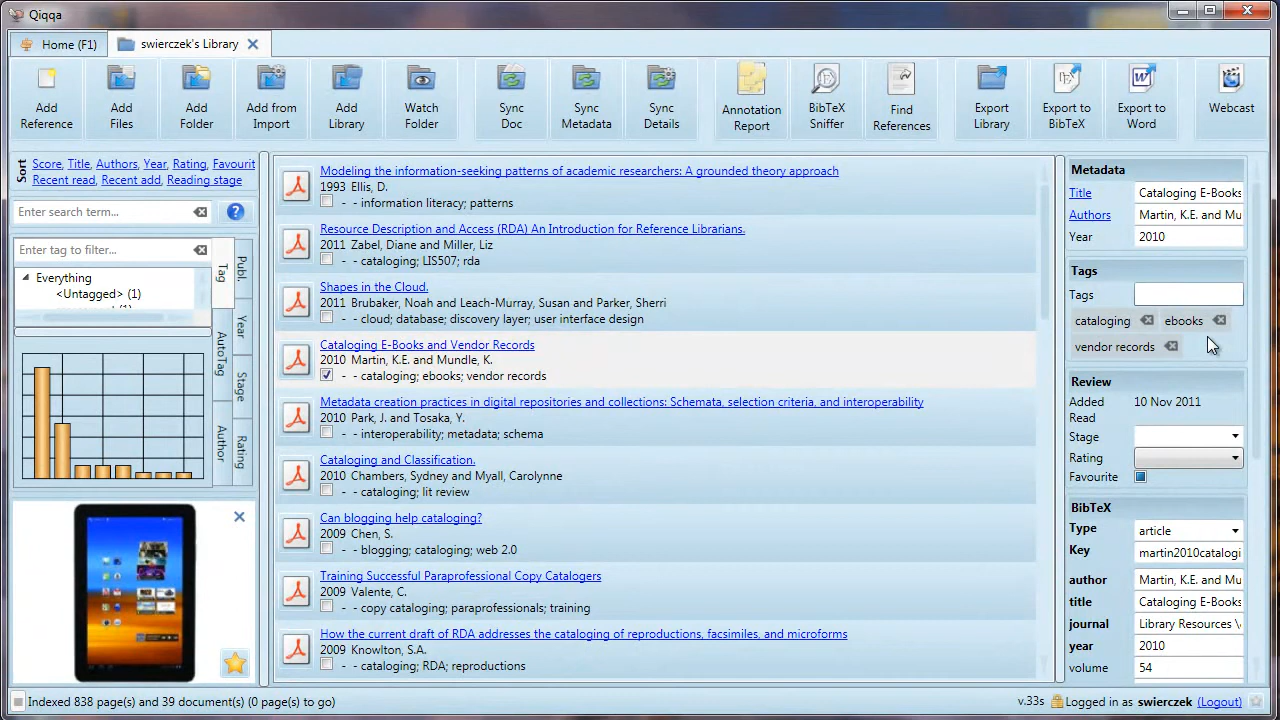 Qiqqa
Home (F1)
swierczek's Library
Add Reference
Add Files
Add Folder
Add from Import
Add Library
Watch Folder
Sync Doc
Sync Metadata
Sync Details
Annotation Report
BibTeX Sniffer
Find References
Export Library
Export to BibTeX
Export to Word
Webcast
Sort
Score, Title, Authors, Year, Rating, Favourit
Recent read, Recent add, Reading stage
Enter search term...
?
Enter tag to filter...
Everything
<Untagged> (1)
Tag
AutoTag
Author
Publ.
Year
Stage
Rating
Modeling the information-seeking patterns of academic researchers: A grounded theory approach
1993 Ellis, D.
- - information literacy; patterns
Resource Description and Access (RDA) An Introduction for Reference Librarians.
2011 Zabel, Diane and Miller, Liz
- - cataloging; LIS507; rda
Shapes in the Cloud.
2011 Brubaker, Noah and Leach-Murray, Susan and Parker, Sherri
- - cloud; database; discovery layer; user interface design
Cataloging E-Books and Vendor Records
2010 Martin, K.E. and Mundle, K.
- - cataloging; ebooks; vendor records
Metadata creation practices in digital repositories and collections: Schemata, selection criteria, and interoperability
2010 Park, J. and Tosaka, Y.
- - interoperability; metadata; schema
Cataloging and Classification.
2010 Chambers, Sydney and Myall, Carolynne
- - cataloging; lit review
Can blogging help cataloging?
2009 Chen, S.
- - blogging; cataloging; web 2.0
Training Successful Paraprofessional Copy Catalogers
2009 Valente, C.
- - copy cataloging; paraprofessionals; training
How the current draft of RDA addresses the cataloging of reproductions, facsimiles, and microforms
2009 Knowlton, S.A.
- - cataloging; RDA; reproductions
Metadata
Title Cataloging E-Books
Authors Martin, K.E. and Mu
Year 2010
Tags
Tags
cataloging ebooks
vendor records
Review
Added 10 Nov 2011
Read
Stage
Rating
Favourite
BibTeX
Type article
Key martin2010catalogi
author Martin, K.E. and Mu
title Cataloging E-Books
journal Library Resources \
year 2010
volume 54
Indexed 838 page(s) and 39 document(s) (0 page(s) to go)
v.33s Logged in as swierczek (Logout)